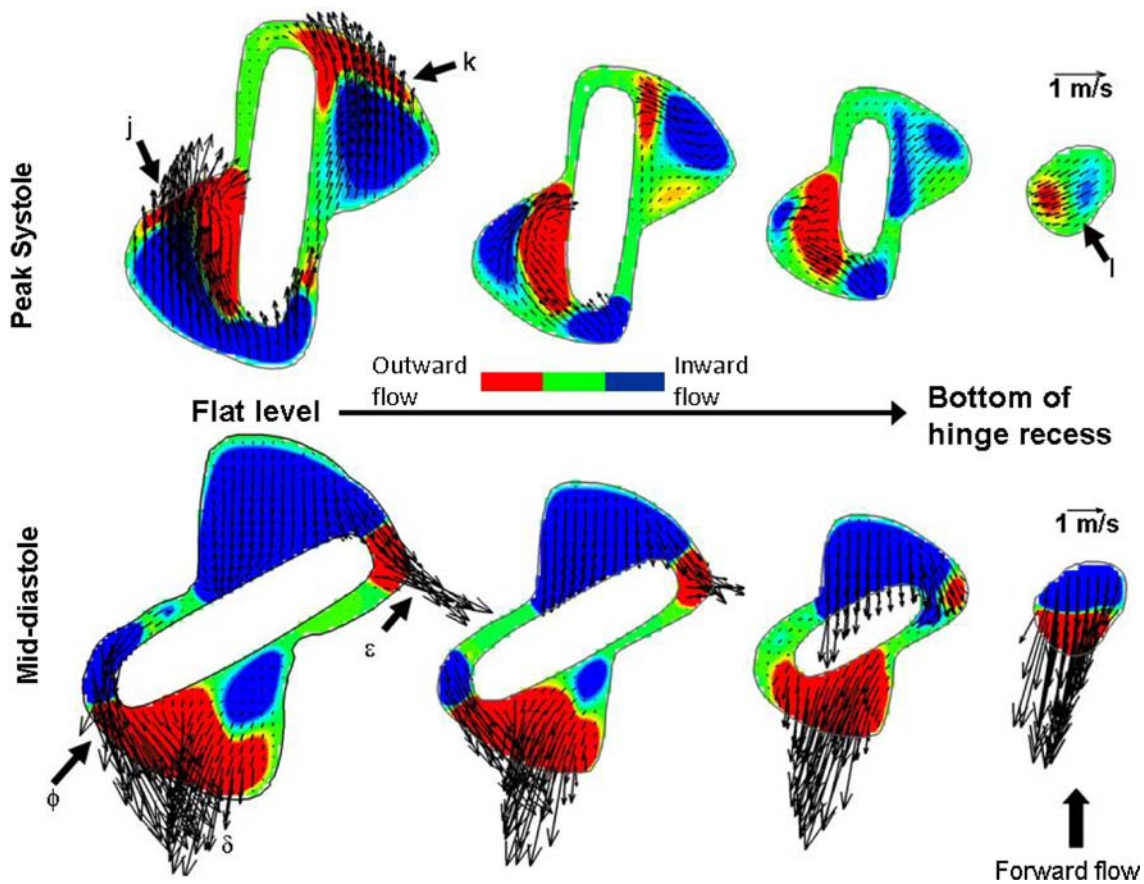 Peak Systole
j
k
1 m/s
l
Outward
flow
Inward
flow
Flat level
Bottom of
hinge recess
Mid-diastole
1 m/s
ε
ϕ
δ
Forward flow